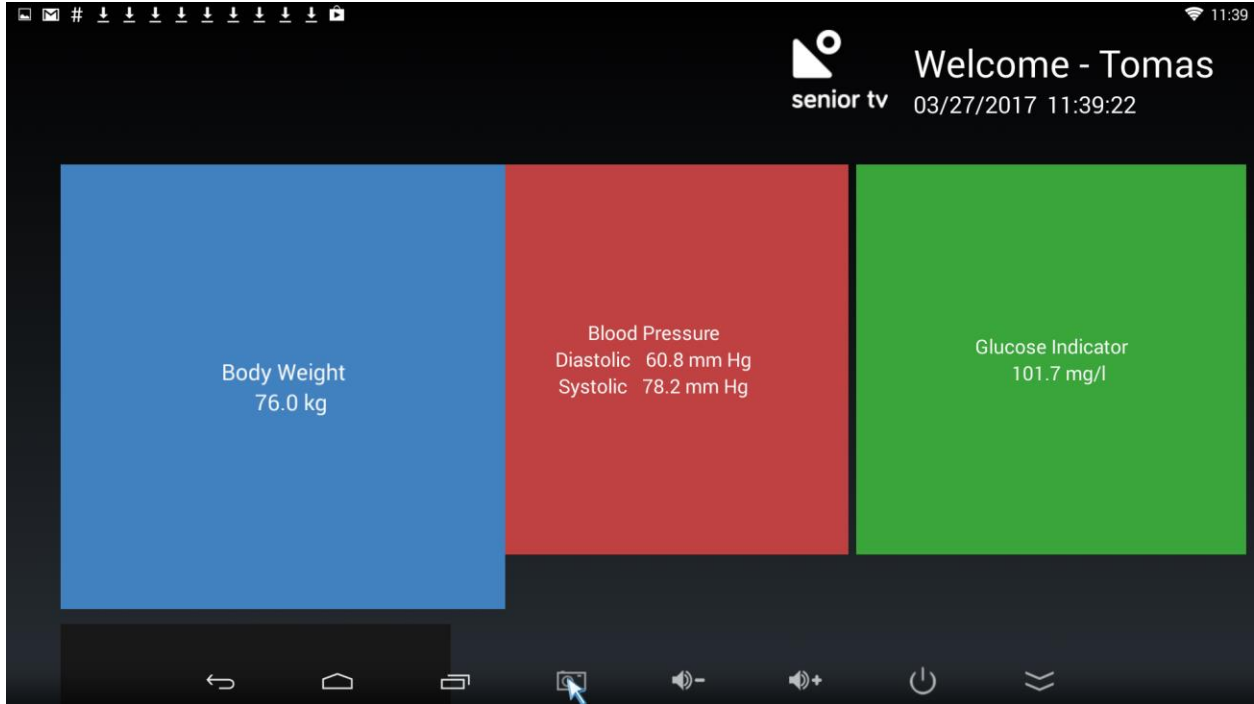 # 11:39
senior tv
Welcome - Tomas
03/27/2017 11:39:22
Body Weight
76.0 kg
Blood Pressure
Diastolic 60.8 mm Hg
Systolic 78.2 mm Hg
Glucose Indicator
101.7 mg/l